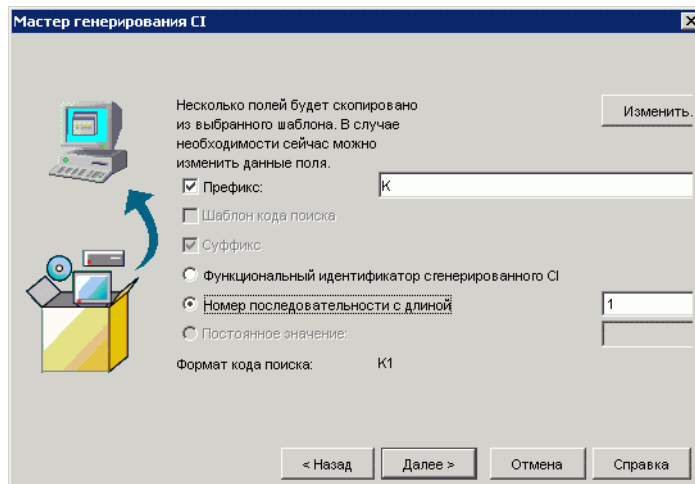 Мастер генерирования CI
Несколько полей будет скопировано
из выбранного шаблона. В случае
необходимости сейчас можно
изменить данные поля.
Изменить.
Префикс:
K
Шаблон кода поиска
Суффикс
Функциональный идентификатор сгенерированного CI
Номер последовательности с длиной
1
Постоянное значение:
Формат кода поиска:
K1
< Назад
Далее >
Отмена
Справка